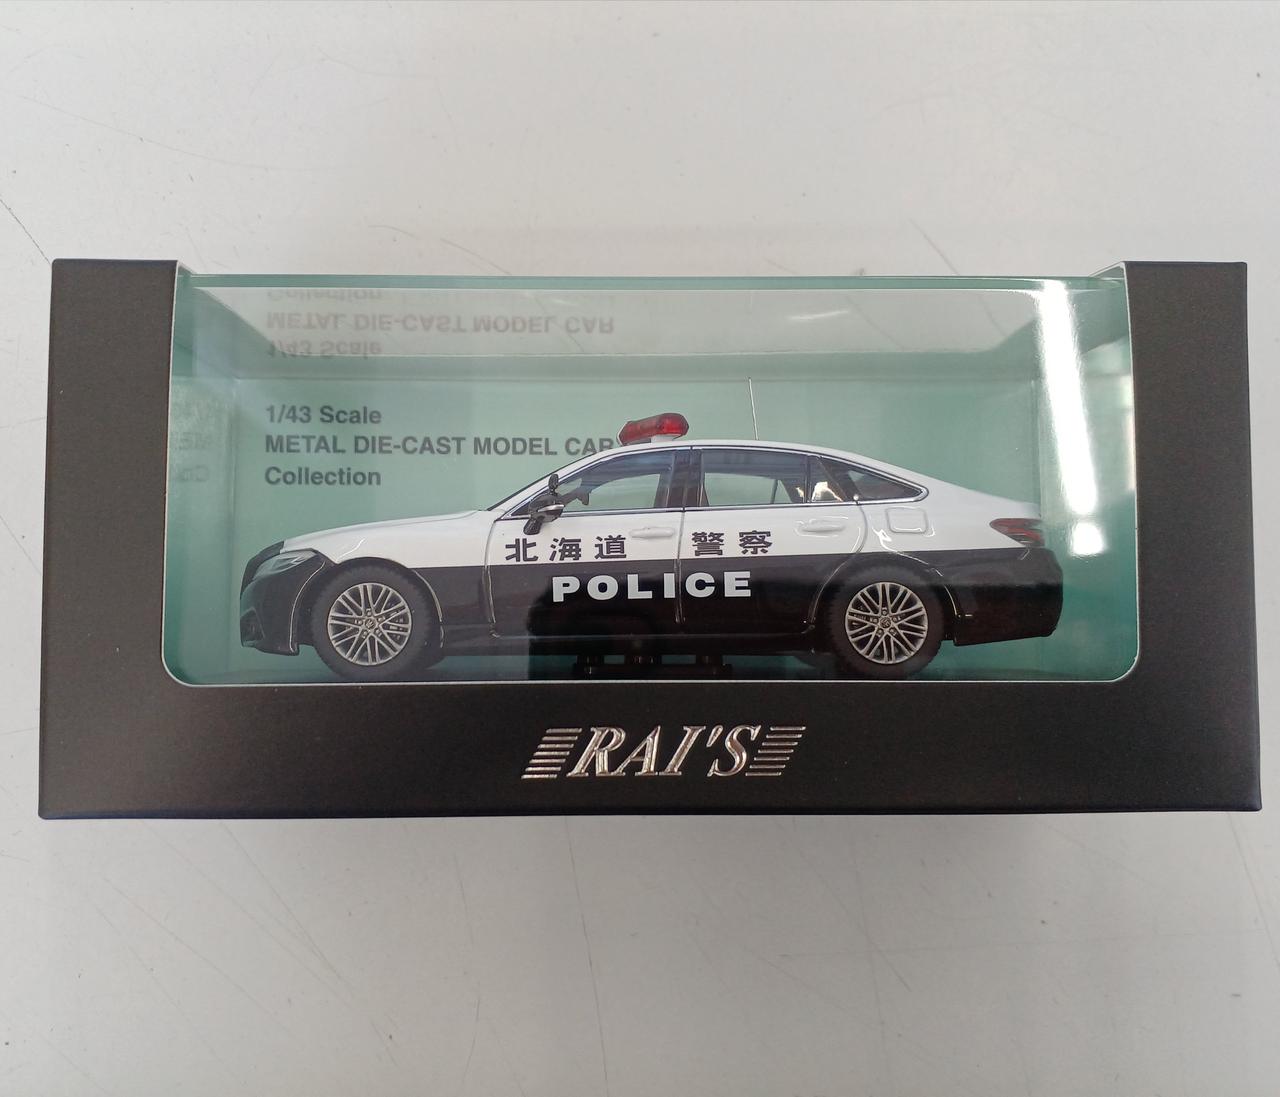 1/43 Scale
METAL DIE-CAST MODEL CAR
Collection
北海道 警察
POLICE
RAI'S